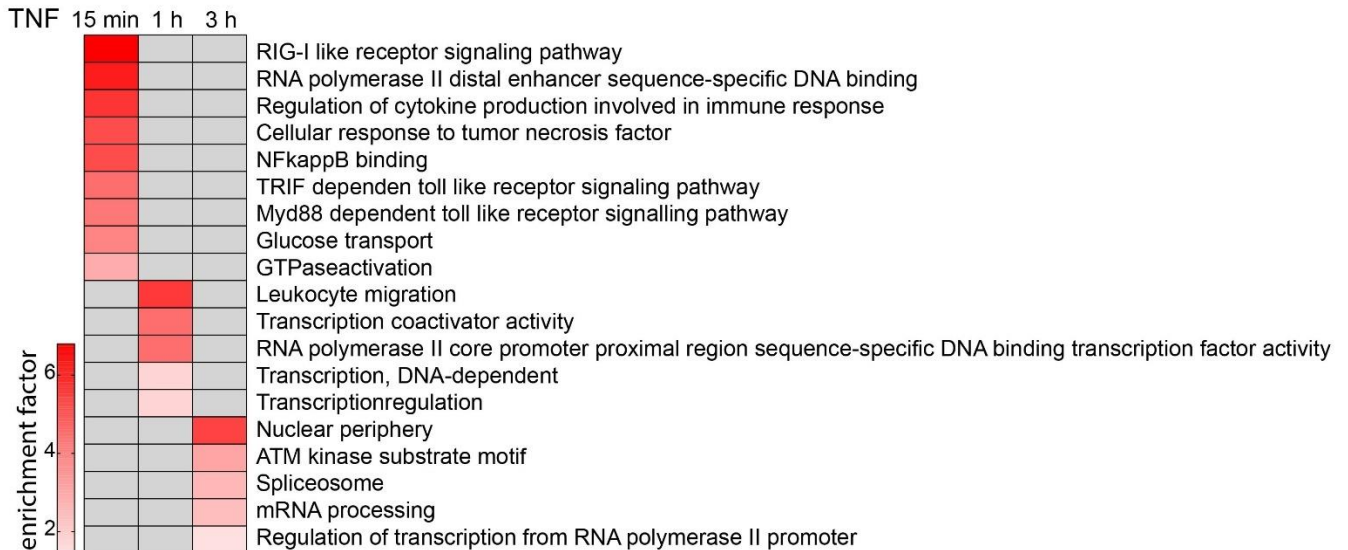 TNF 15 min 1 h 3 h
RIG-I like receptor signaling pathway
RNA polymerase II distal enhancer sequence-specific DNA binding
Regulation of cytokine production involved in immune response
Cellular response to tumor necrosis factor
NFkappB binding
TRIF dependen toll like receptor signaling pathway
Myd88 dependent toll like receptor signalling pathway
Glucose transport
GTPaseactivation
Leukocyte migration
Transcription coactivator activity
RNA polymerase II core promoter proximal region sequence-specific DNA binding transcription factor activity
Transcription, DNA-dependent
Transcriptionregulation
Nuclear periphery
ATM kinase substrate motif
Spliceosome
mRNA processing
Regulation of transcription from RNA polymerase II promoter
enrichment factor
6
4
2